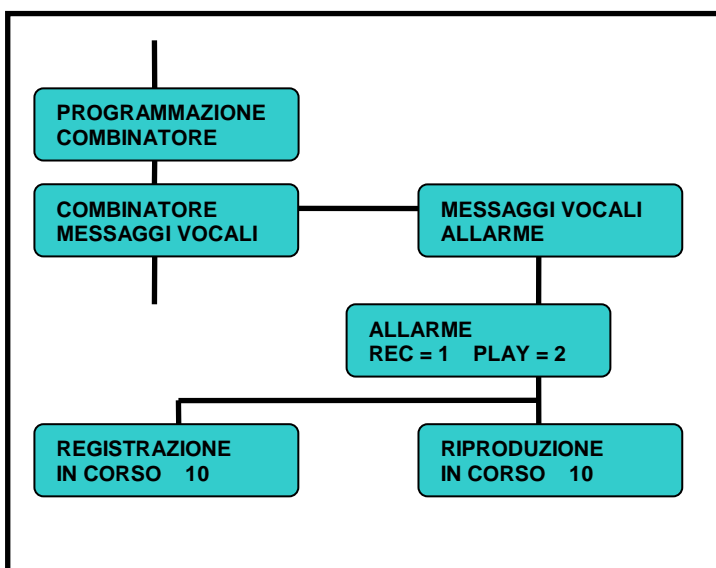 PROGRAMMAZIONE
COMBINATORE
COMBINATORE
MESSAGGI VOCALI
MESSAGGI VOCALI
ALLARME
ALLARME
REC = 1 PLAY = 2
REGISTRAZIONE
IN CORSO 10
RIPRODUZIONE
IN CORSO 10